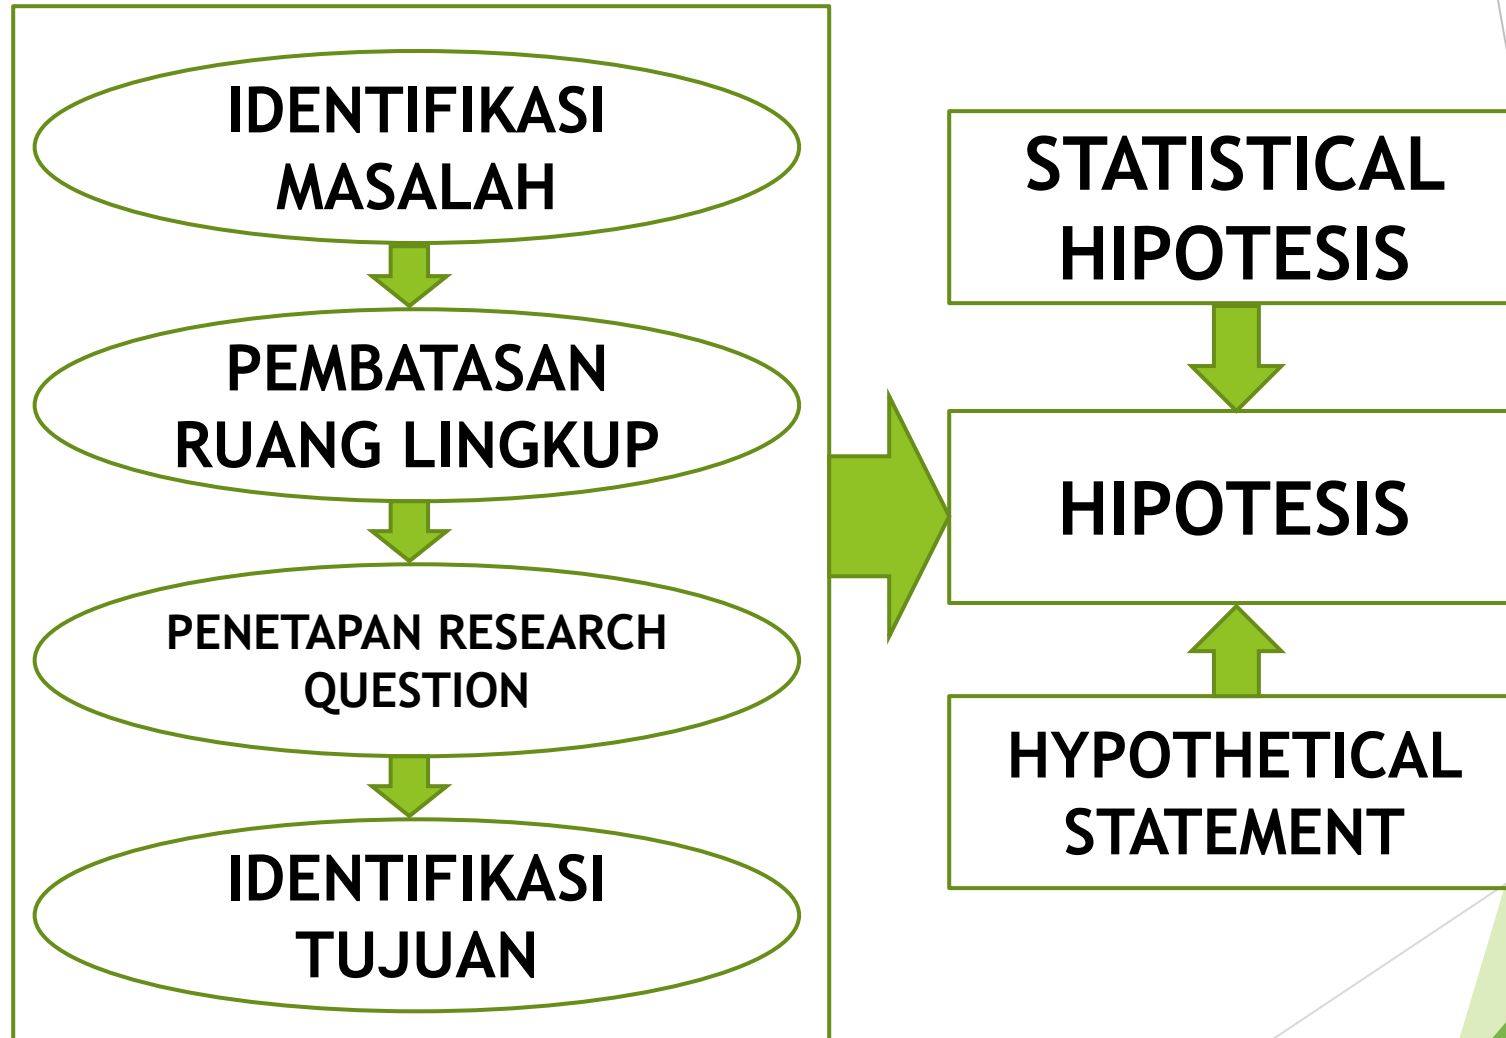 IDENTIFIKASI
MASALAH
PEMBATASAN
RUANG LINGKUP
PENETAPAN RESEARCH
QUESTION
IDENTIFIKASI
TUJUAN
STATISTICAL
HIPOTESIS
HIPOTESIS
HYPOTHETICAL
STATEMENT